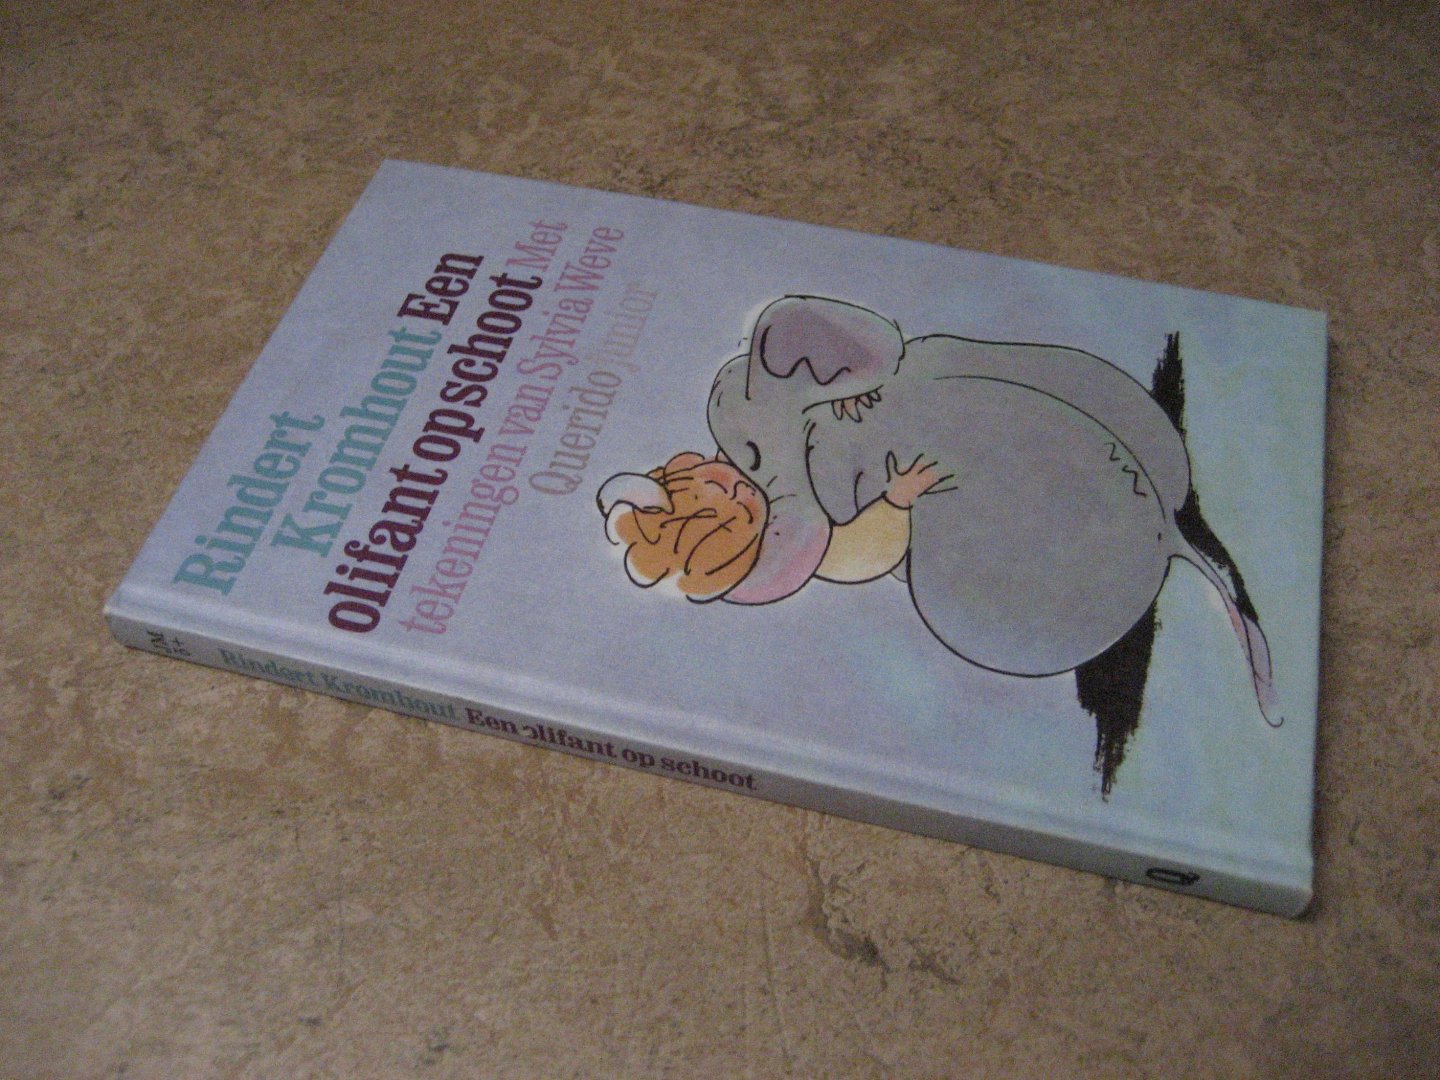 Rindert
Kromhout Een
olifant op schoot Met
tekeningen van Sylvia Weve
Querido Junior
Rindert Kromhout Een olifant op schoot
Q